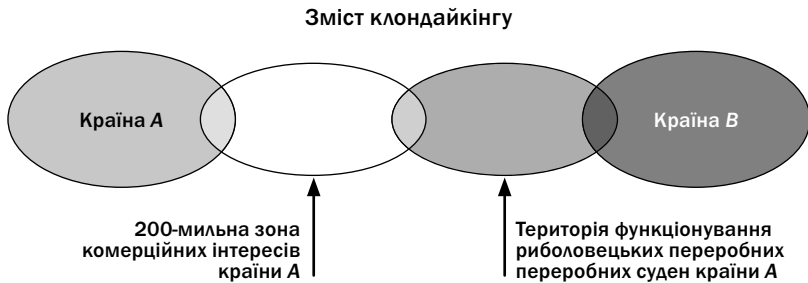 Зміст клондайкінгу
Країна А
Країна В
200-мильна зона
комерційних інтересів
країни А
Територія функціонування
риболовецьких переробних
переробних суден країни А